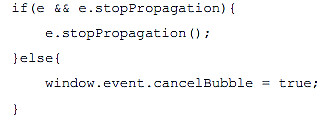 if(e && e.stopPropagation){
    e.stopPropagation();
}else{
    window.event.cancelBubble = true;
}